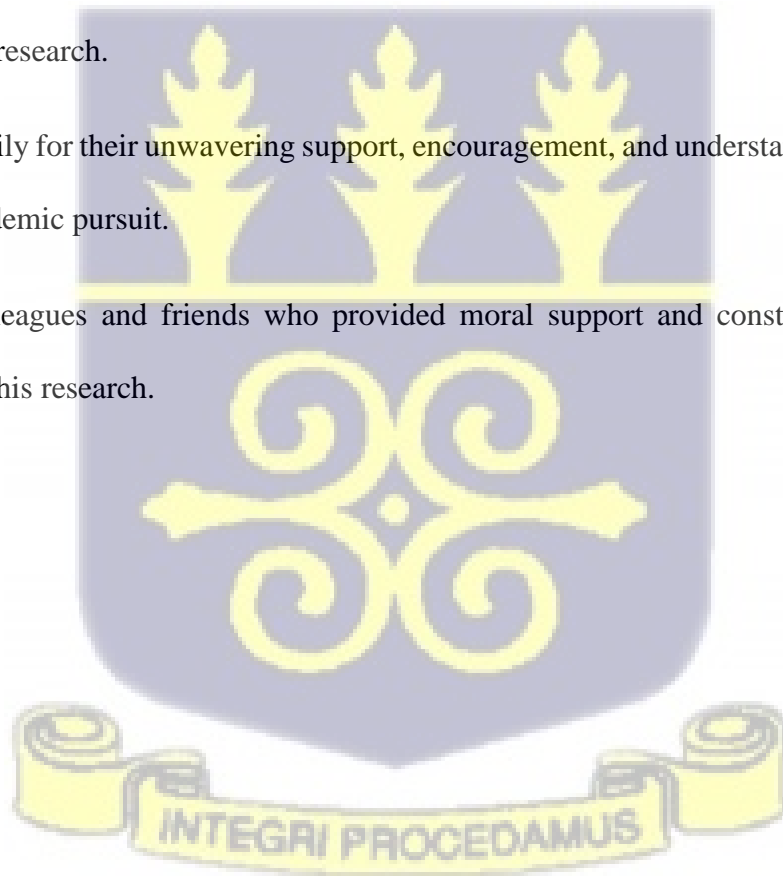 research.
ily for their unwavering support, encouragement, and understa
demic pursuit.
leagues and friends who provided moral support and const
his research.
INTEGRI PROCEDAMUS